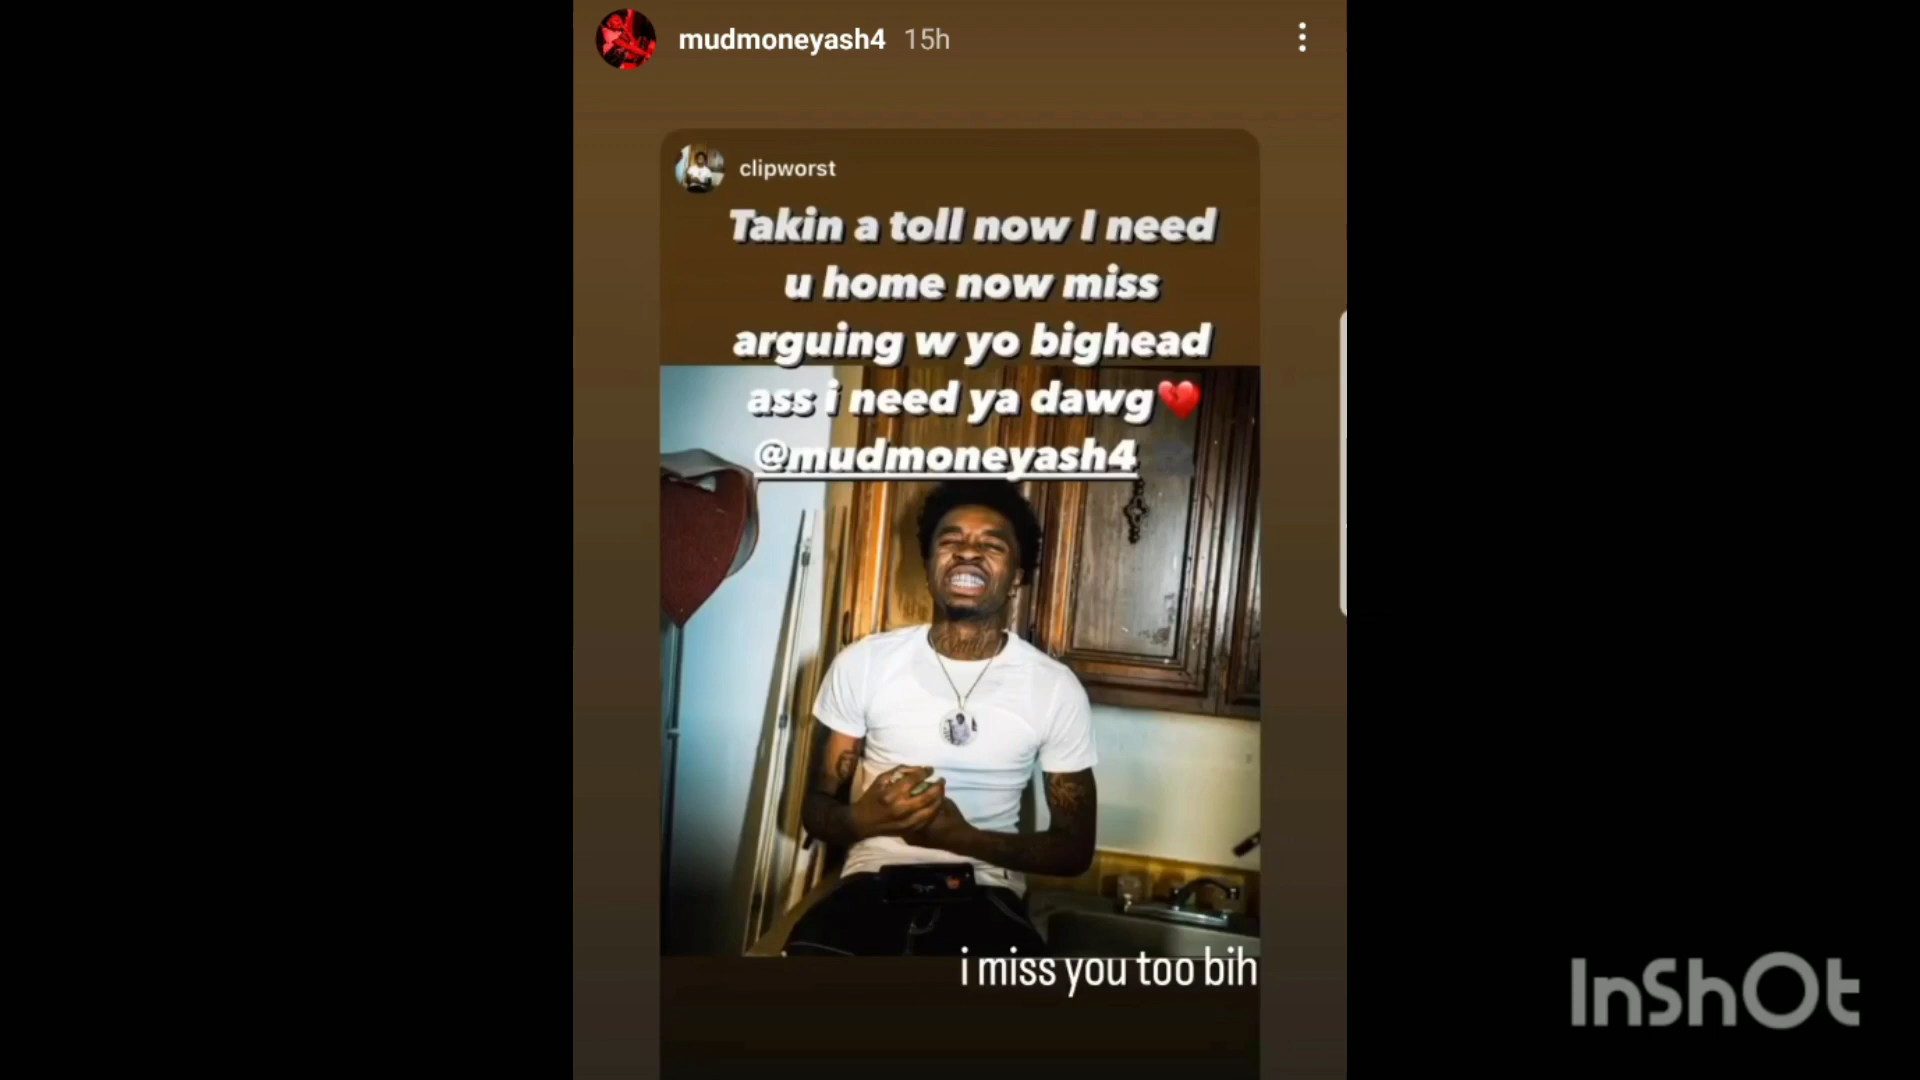 mudmoneyash4 15h
clipworst
Takin a toll now I need
u home now miss
arguing w yo bighead
ass i need ya dawg💔
@mudmoneyash4
i miss you too bih
InShOt